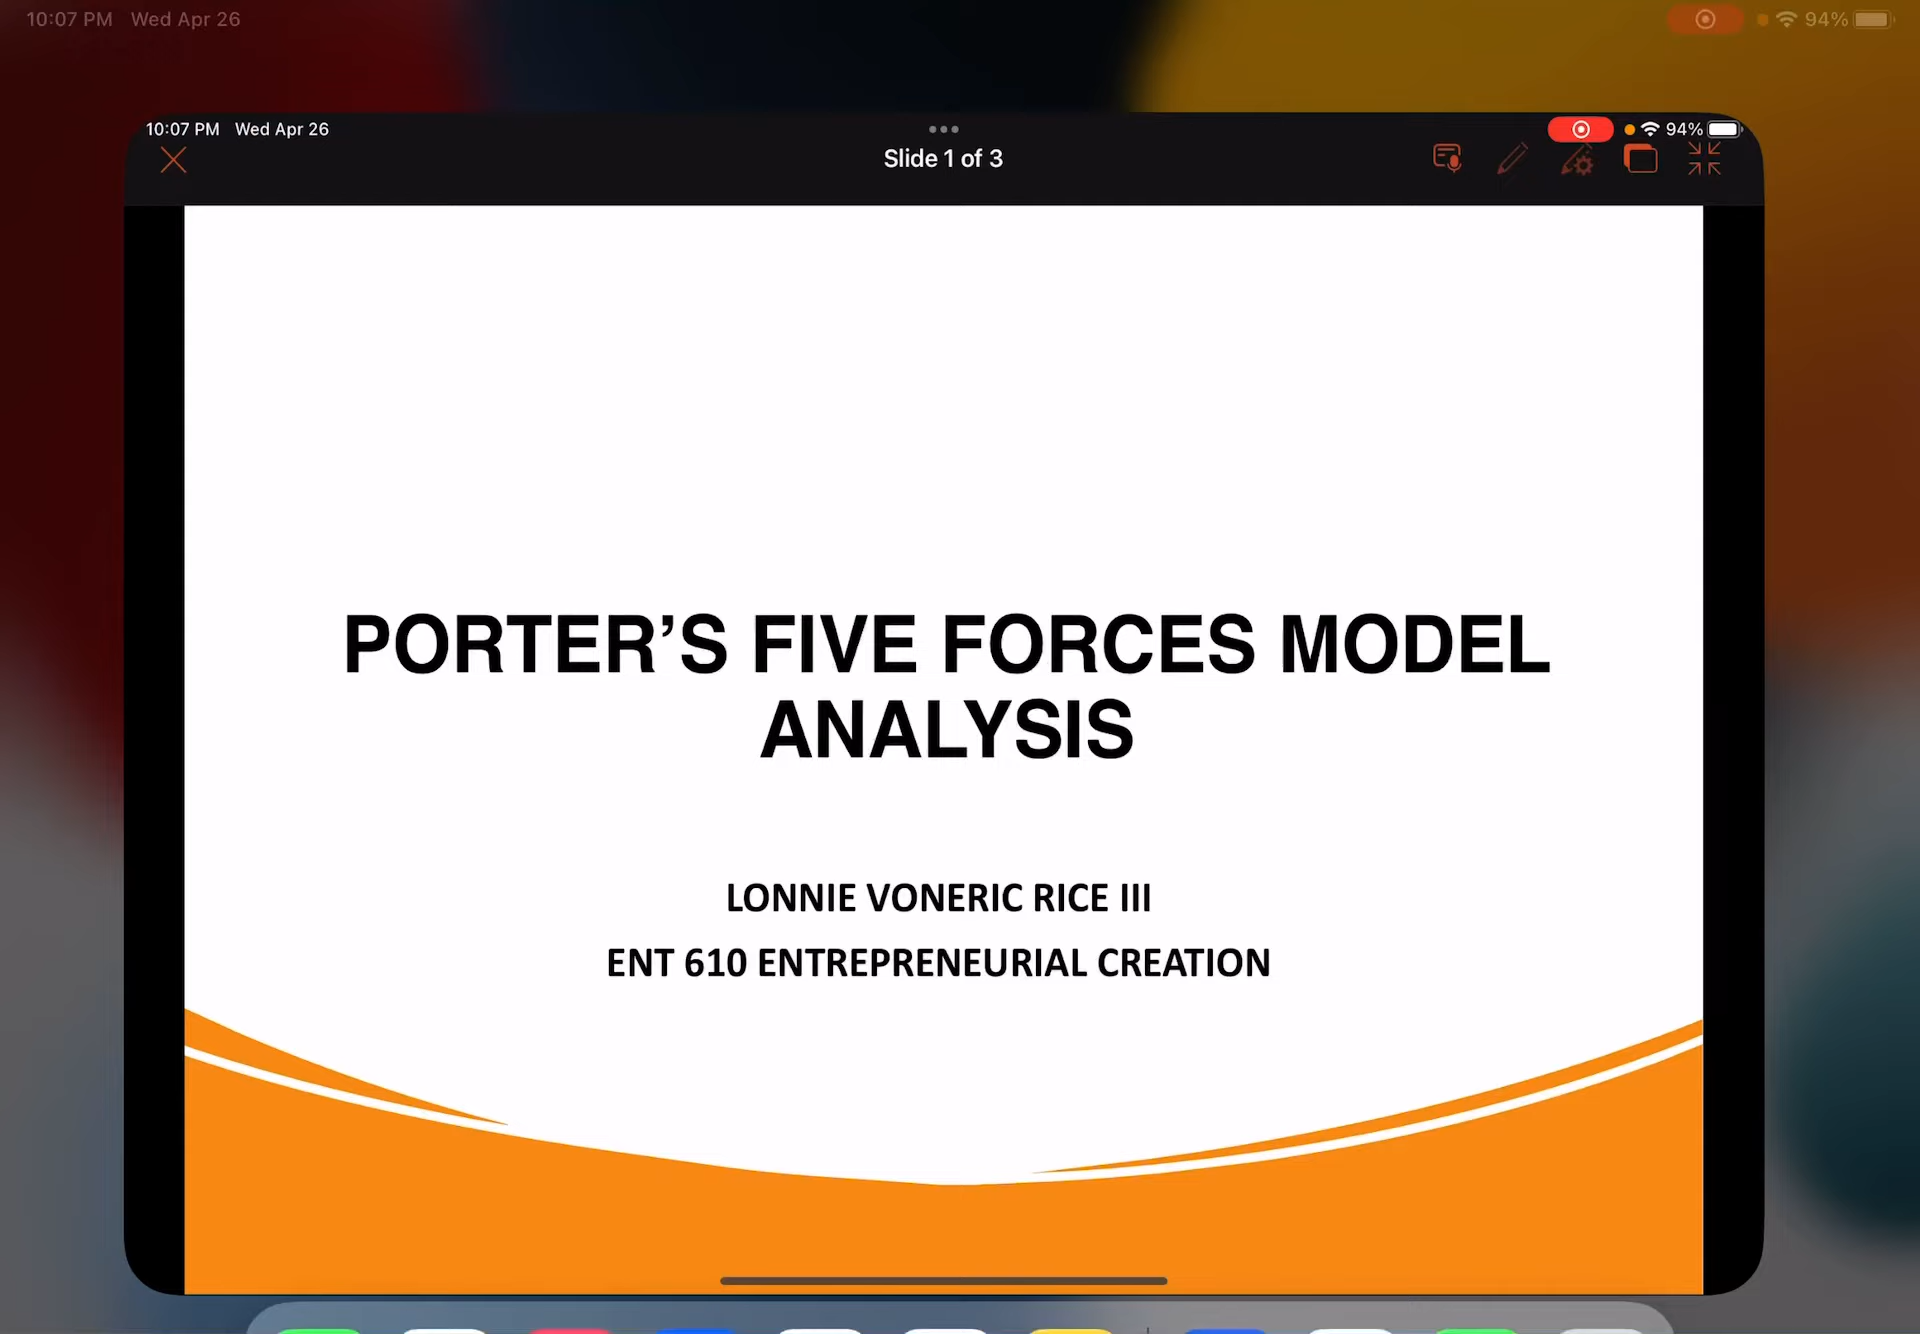 10:07 PM Wed Apr 26
94%
10:07 PM Wed Apr 26
94%
Slide 1 of 3
PORTER’S FIVE FORCES MODEL
ANALYSIS
LONNIE VONERIC RICE III
ENT 610 ENTREPRENEURIAL CREATION